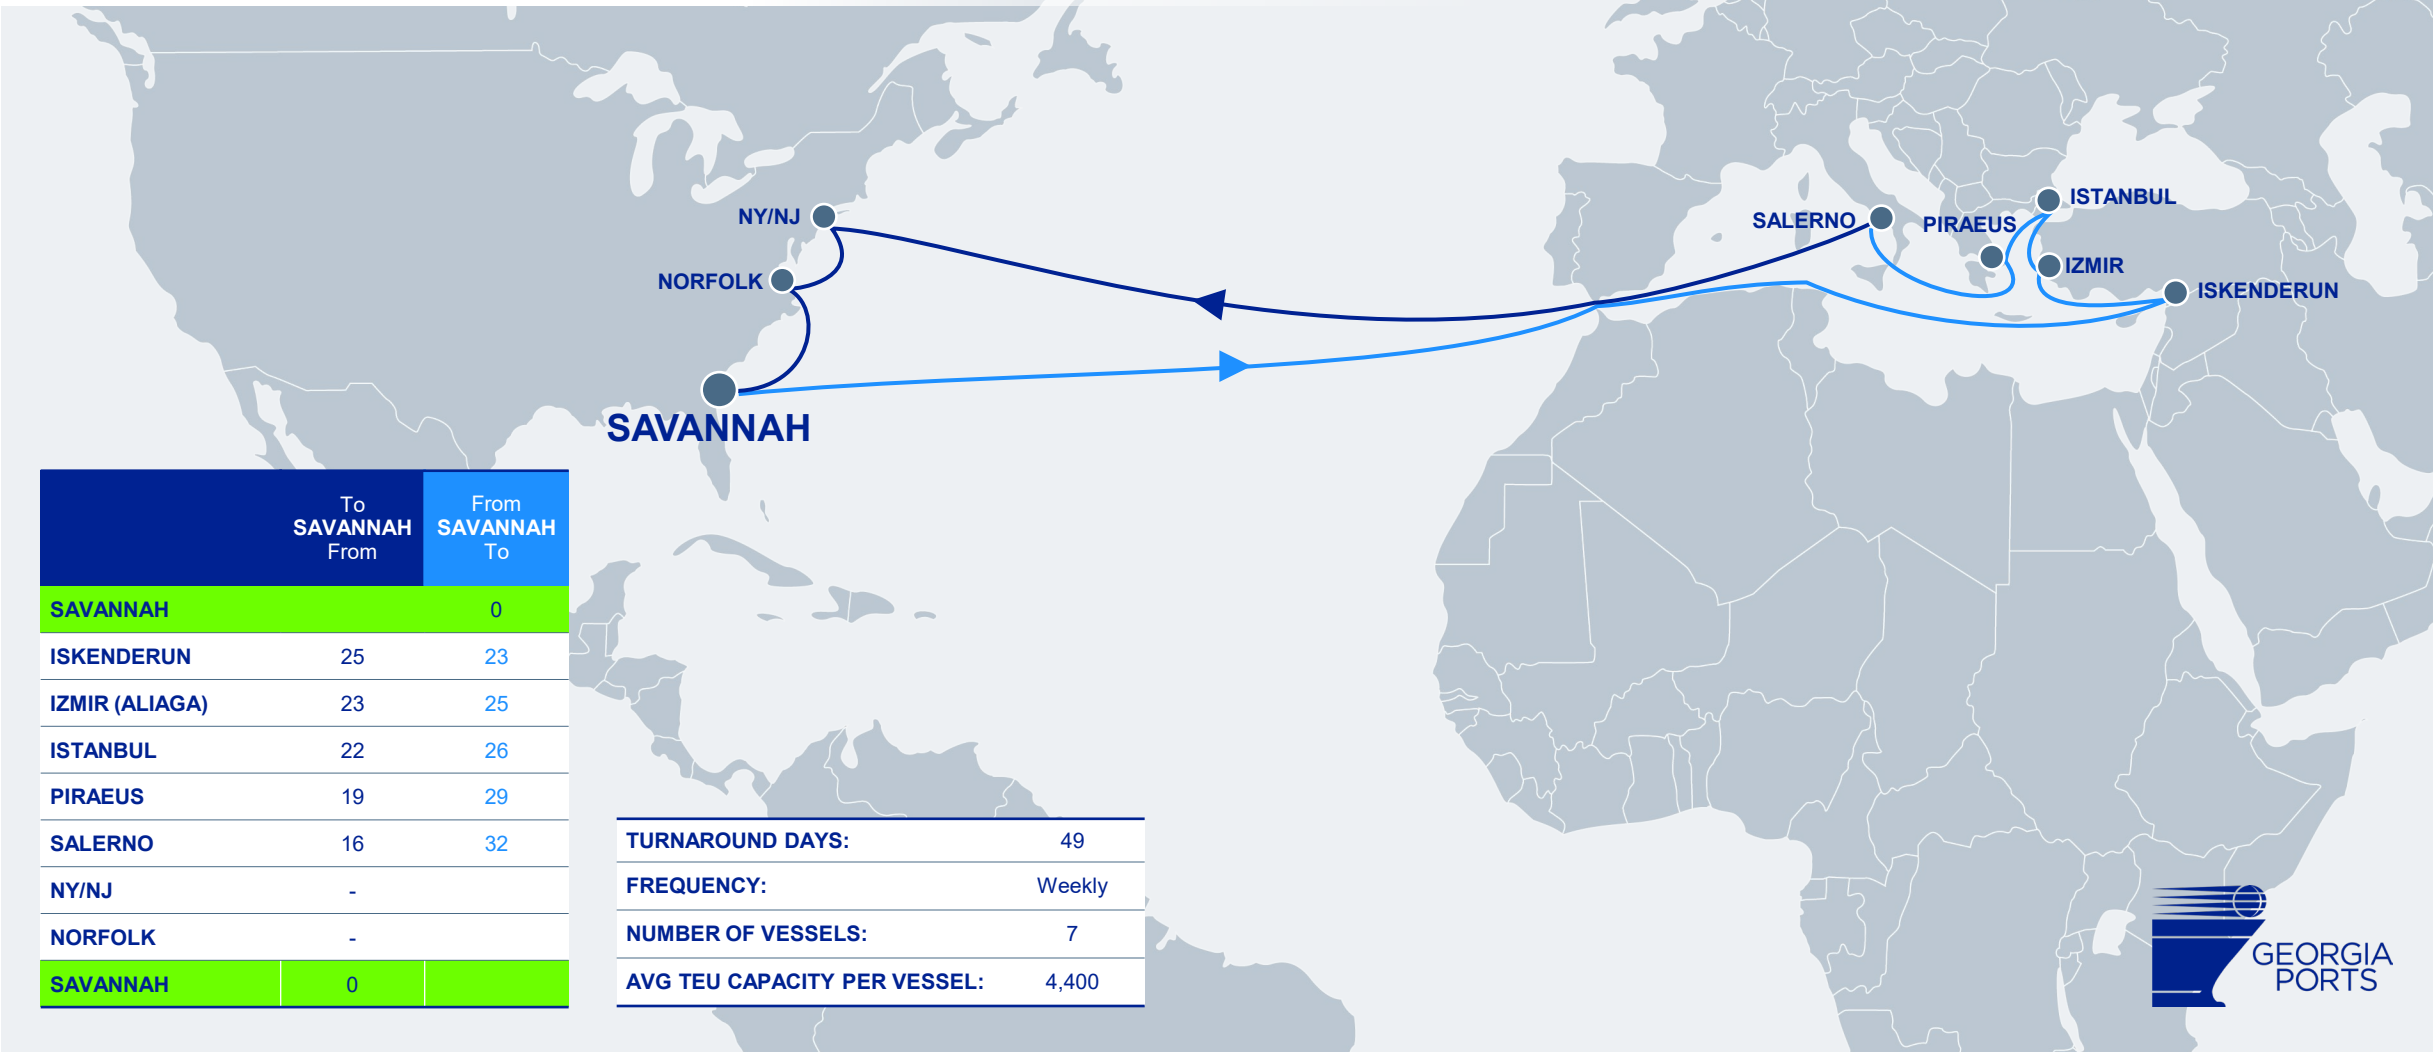 NY/NJ
NORFOLK
SAVANNAH
SALERNO
PIRAEUS
ISTANBUL
IZMIR
ISKENDERUN
To SAVANNAH From
From SAVANNAH To
SAVANNAH 0
ISKENDERUN 25 23
IZMIR (ALIAGA) 23 25
ISTANBUL 22 26
PIRAEUS 19 29
SALERNO 16 32
NY/NJ -
NORFOLK -
SAVANNAH 0
TURNAROUND DAYS: 49
FREQUENCY: Weekly
NUMBER OF VESSELS: 7
AVG TEU CAPACITY PER VESSEL: 4,400
GEORGIA
PORTS